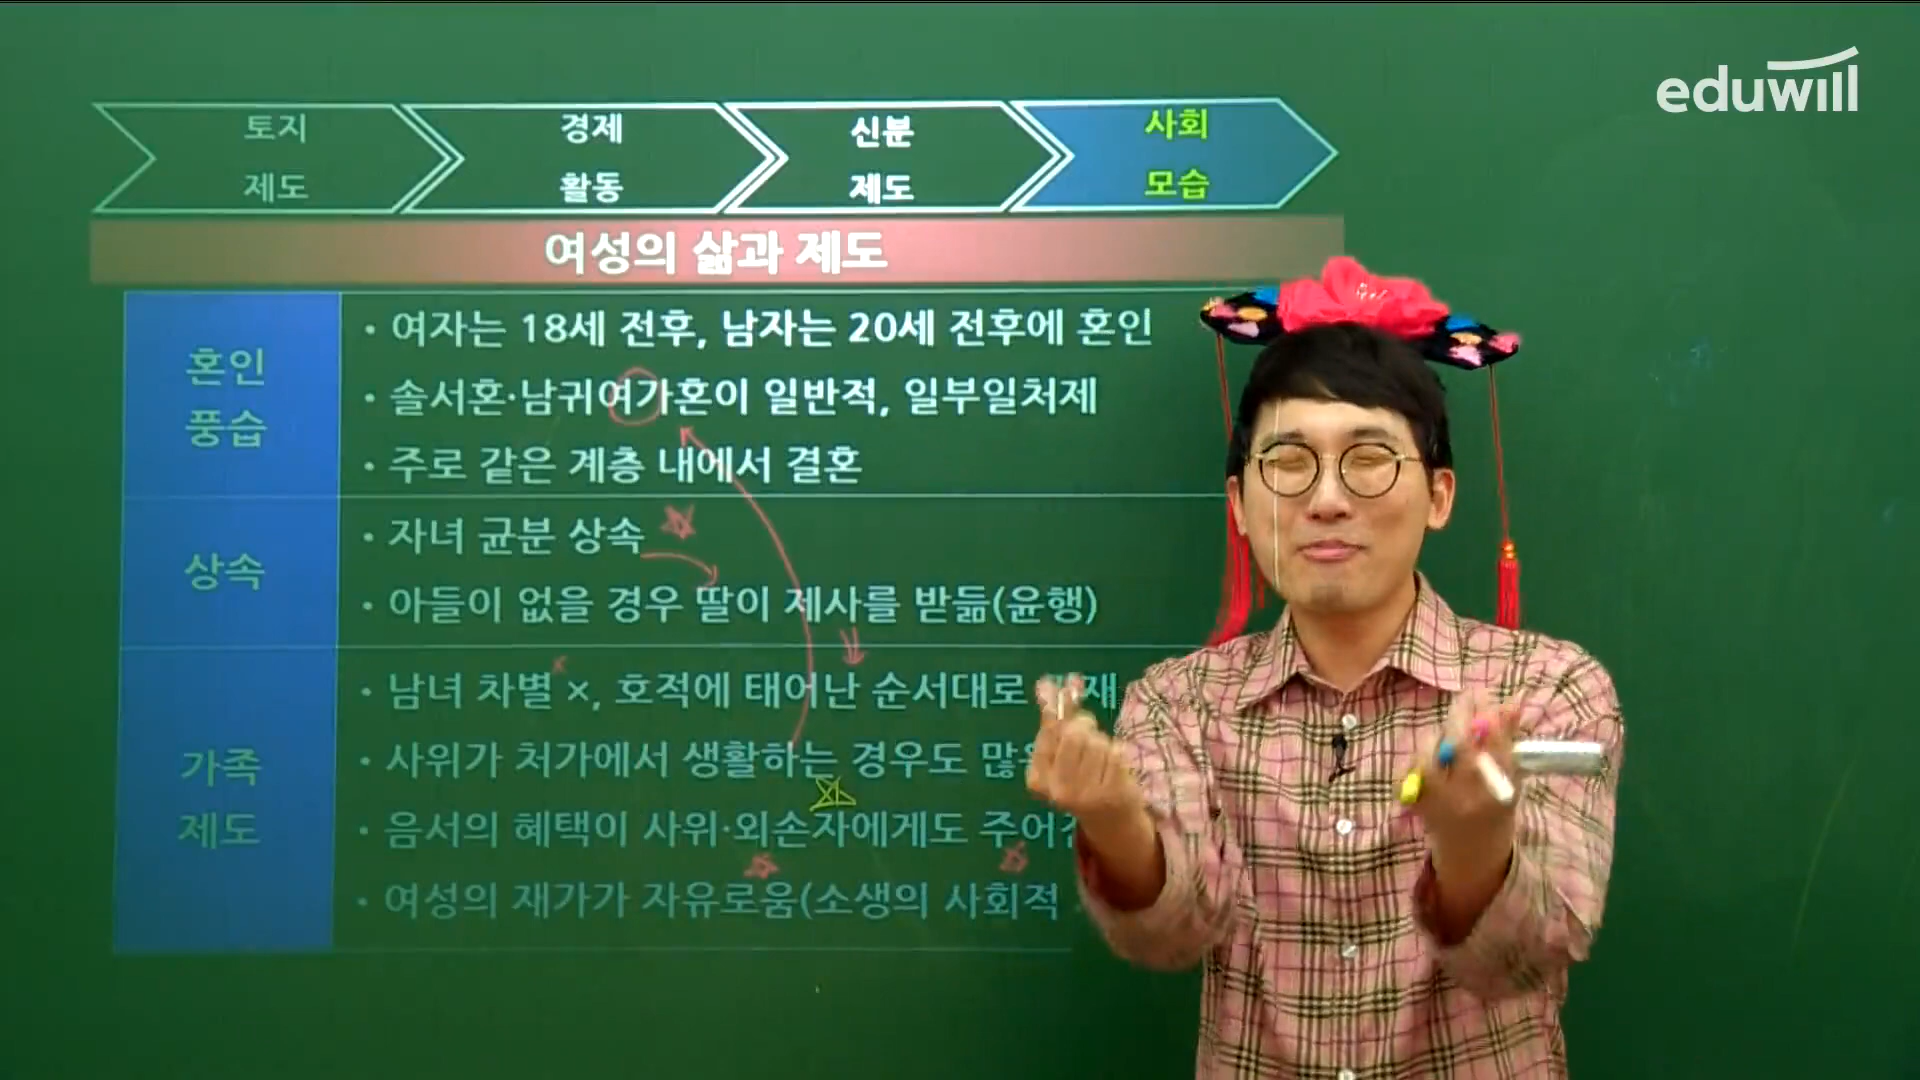 eduwill
토지
제도
경제
활동
신분
제도
사회
모습
여성의 삶과 제도
혼인
풍습
• 여자는 18세 전후, 남자는 20세 전후에 혼인
• 솔서혼·남귀여가혼이 일반적, 일부일처제
• 주로 같은 계층 내에서 결혼
상속
• 자녀 균분 상속
• 아들이 없을 경우 딸이 제사를 받듦(윤행)
가족
제도
• 남녀 차별 ×, 호적에 태어난 순서대로
• 사위가 처가에서 생활하는 경우도
• 음서의 혜택이 사위·외손자에게도
• 여성의 재가가 자유로움(소생의 사회적